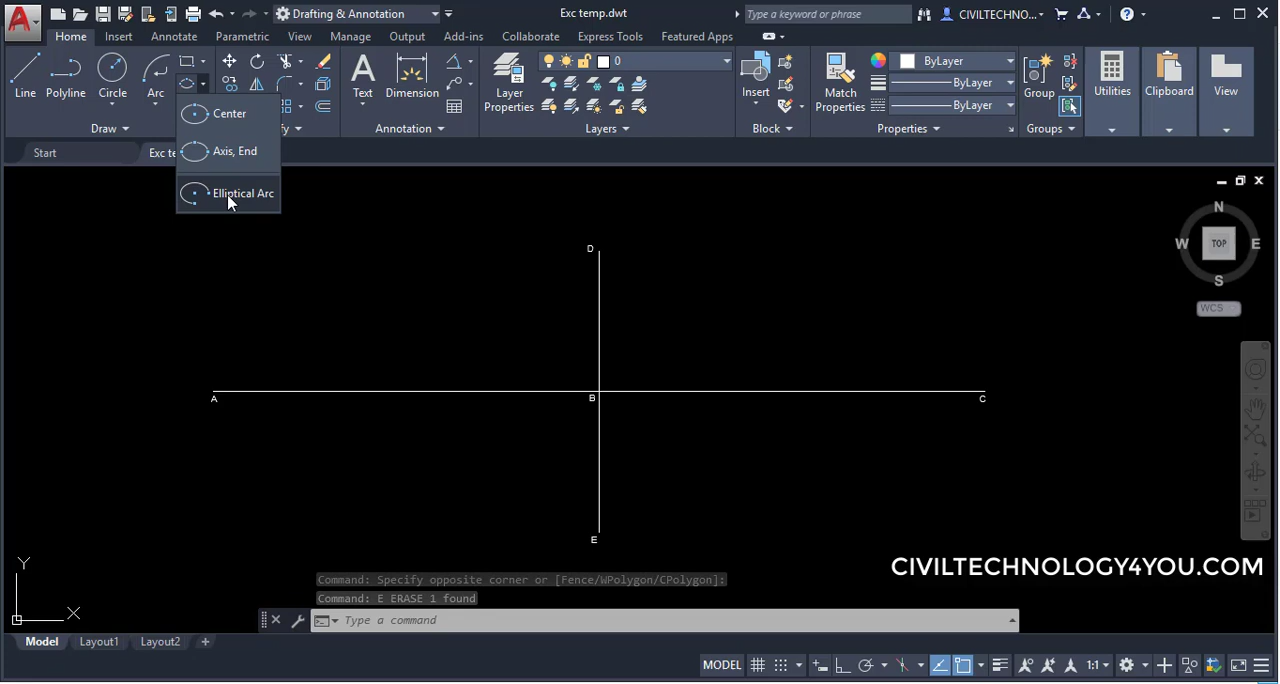 A Drafting & Annotation Exc temp.dwt Type a keyword or phrase CIVILTECHNO...
Home Insert Annotate Parametric View Manage Output Add-ins Collaborate Express Tools Featured Apps
Line Polyline Circle Arc Text Dimension Layer Properties 0 Insert Match Properties ByLayer ByLayer ByLayer Group Utilities Clipboard View
Center
Axis, End
Elliptical Arc
Draw Annotation Layers Block Properties Groups
Start Exc te
N
W TOP E
S
WCS
D
A B C
E
Y
X
CIVILTECHNOLOGY4YOU.COM
Command: Specify opposite corner or [Fence/WPolygon/CPolygon]:
Command: E ERASE 1 found
Type a command
Model Layout1 Layout2 +
MODEL 1:1